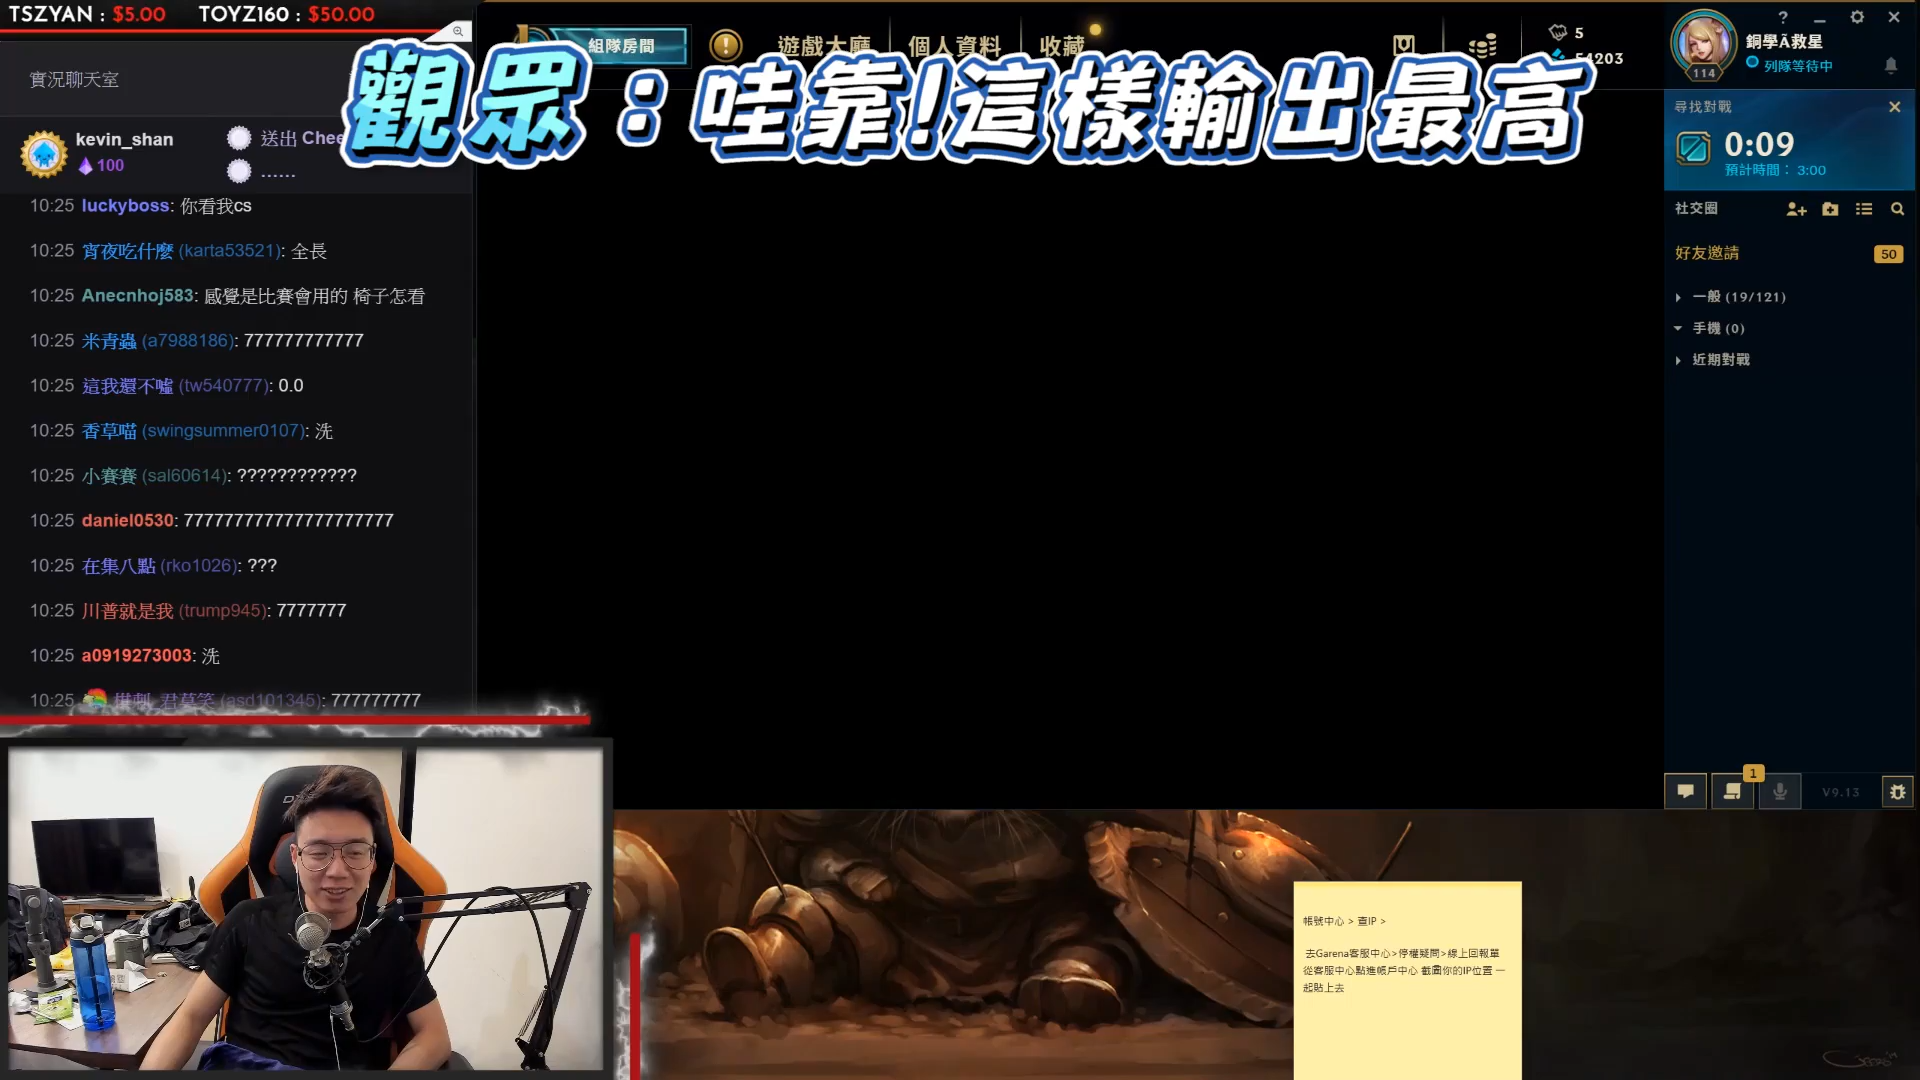 TSZYAN : $5.00 TOYZ160 : $50.00
實況聊天室
組隊房間
遊戲大廳
個人資料
收藏
5
54203
觀眾：哇靠!這樣輸出最高
銅學Ã救星
列隊等待中
114
尋找對戰
0:09
預計時間： 3:00
社交圈
好友邀請
50
一般 (19/121)
手機 (0)
近期對戰
1
V9.13
kevin_shan
100
送出 Chee
......
10:25 luckyboss: 你看我cs
10:25 宵夜吃什麼 (karta53521): 全長
10:25 Anecnhoj583: 感覺是比賽會用的 椅子怎看
10:25 米青蟲 (a7988186): 777777777777
10:25 這我還不噓 (tw540777): 0.0
10:25 香草喵 (swingsummer0107): 洗
10:25 小賽賽 (sal60614): ????????????
10:25 daniel0530: 777777777777777777777
10:25 在集八點 (rko1026): ???
10:25 川普就是我 (trump945): 7777777
10:25 a0919273003: 洗
10:25 君莫笑 (asd101345): 777777777
帳號中心 > 查IP >
去Garena客服中心>停權疑問>線上回報單
從客服中心點進帳戶中心 截圖你的IP位置 一
起貼上去